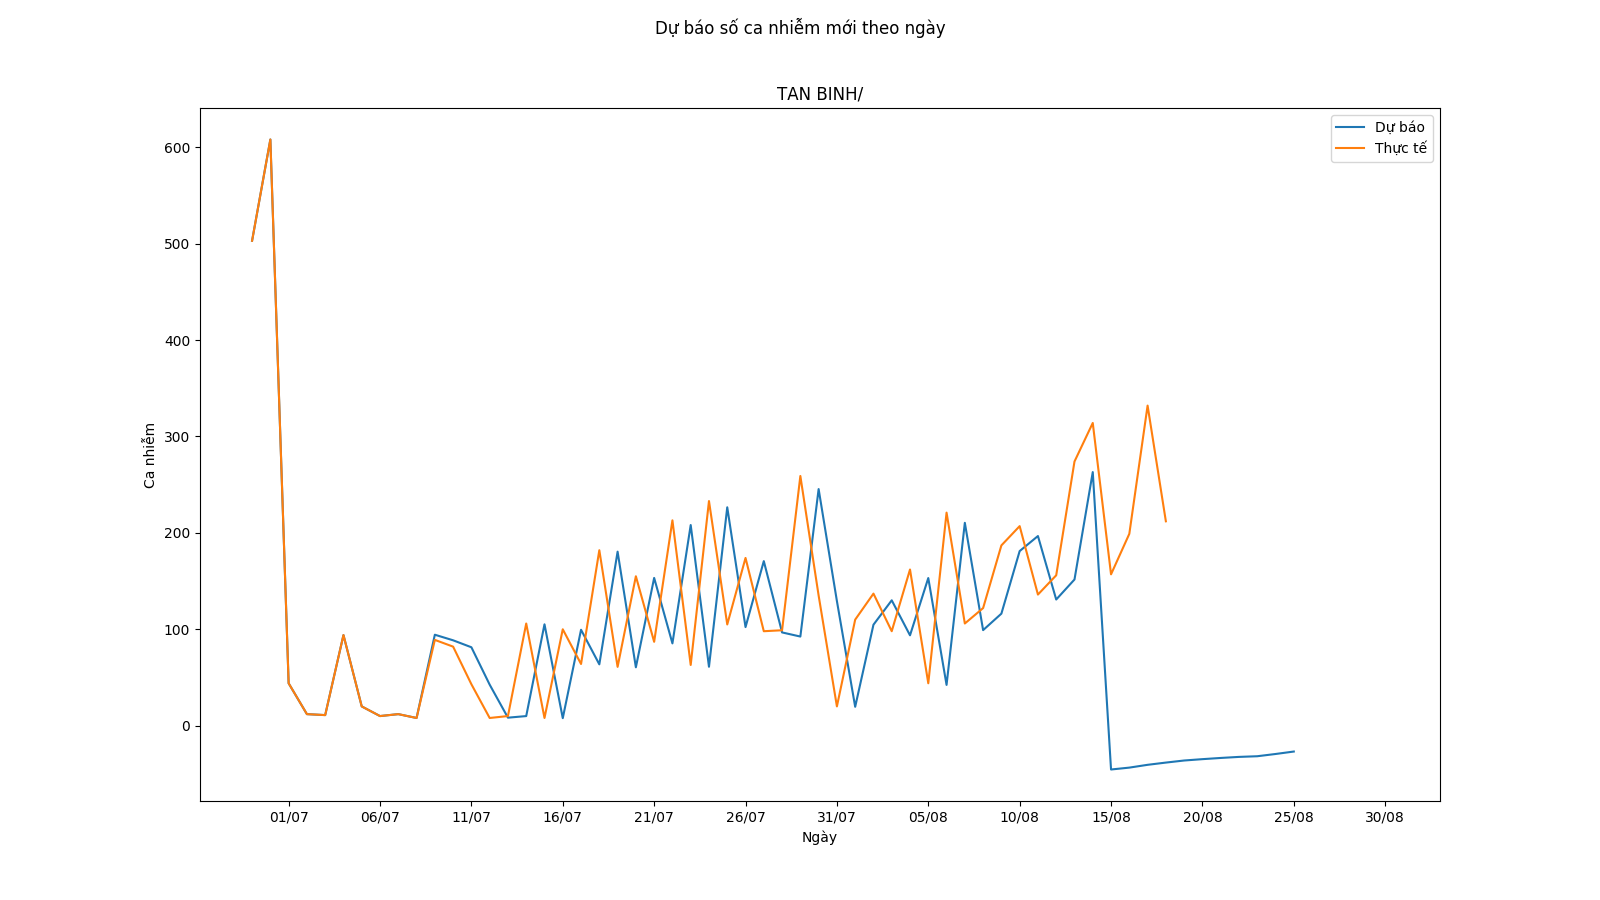 Dự báo số ca nhiễm mới theo ngày
TAN BINH/
Dự báo
Thực tế
600
500
400
300
200
100
0
Ca nhiễm
01/07 06/07 11/07 16/07 21/07 26/07 31/07 05/08 10/08 15/08 20/08 25/08 30/08
Ngày